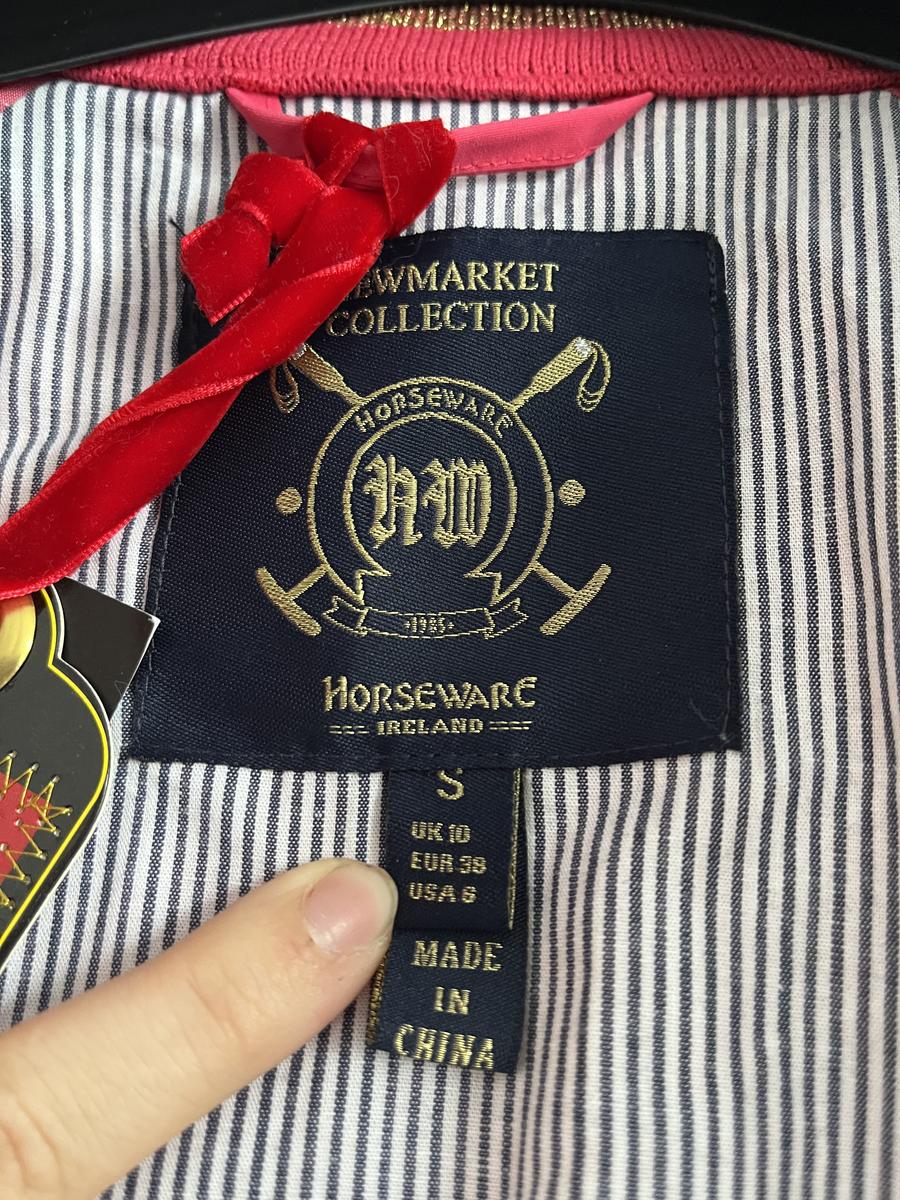 EWMARKET
COLLECTION
HORSEWARE
HW
·1985·
HORSEWARE
IRELAND
S
UK 10
EUR 38
USA 6
MADE
IN
CHINA